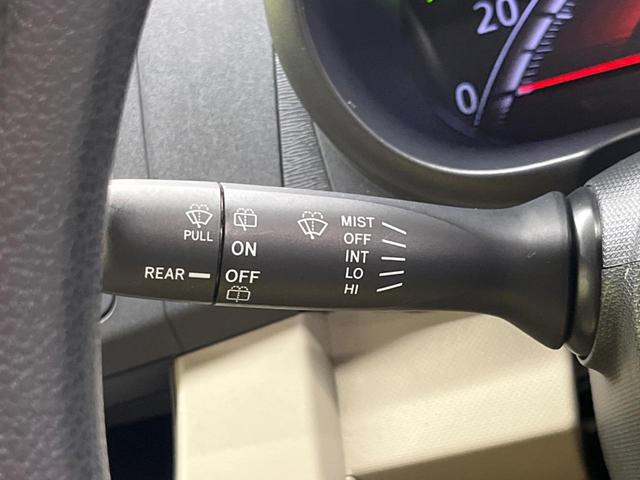 20
0
PULL
REAR
ON
OFF
MIST
OFF
INT
LO
HI